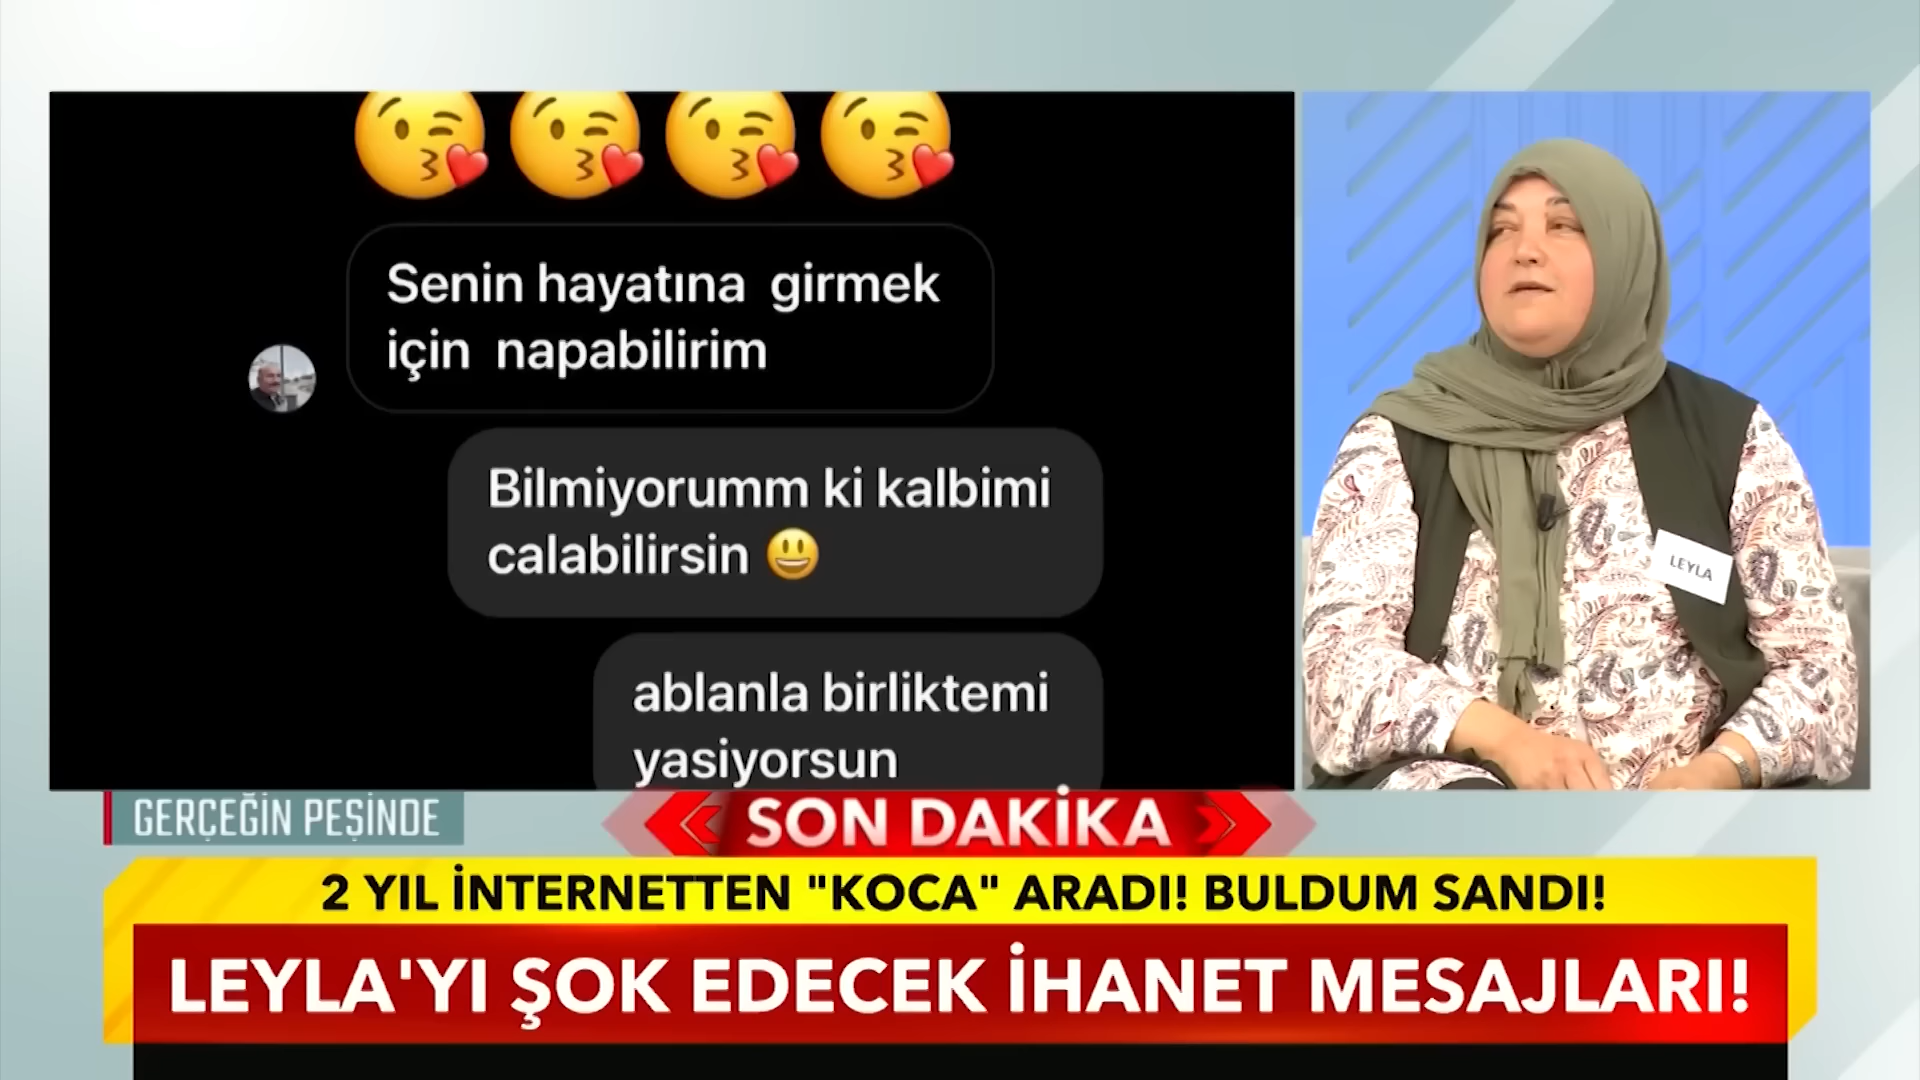 Senin hayatına girmek
için napabilirim
Bilmiyorumm ki kalbimi
calabilirsin
ablanla birliktemi
yasiyorsun
LEYLA
GERÇEĞİN PEŞİNDE
SON DAKİKA
2 YIL İNTERNETTEN "KOCA" ARADI! BULDUM SANDI!
LEYLA'YI ŞOK EDECEK İHANET MESAJLARI!